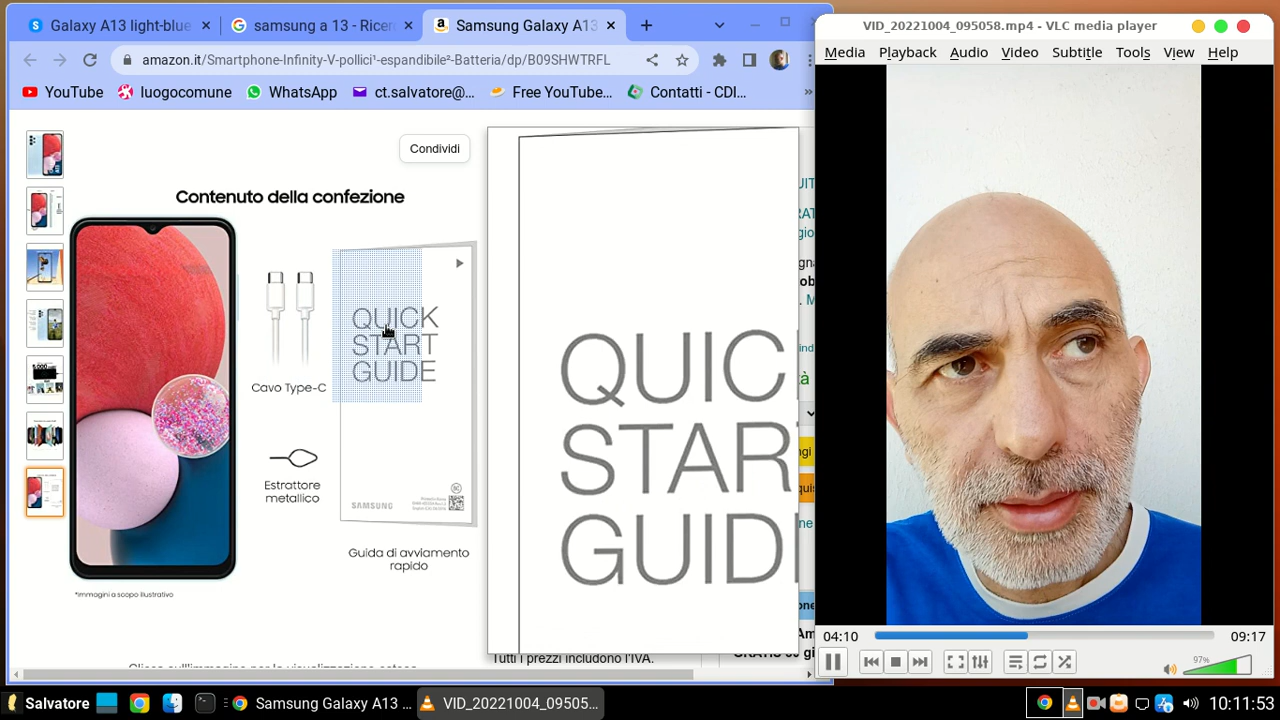 Galaxy A13 light-blue
samsung a 13 - Ricer
Samsung Galaxy A13
amazon.it/Smartphone-Infinity-V-pollici¹-espandibile²-Batteria/dp/B09SHWTRFL
YouTube
luogocomune
WhatsApp
ct.salvatore@...
Free YouTube...
Contatti - CDI...
»
Condividi
Contenuto della confezione
QUICK
START
GUIDE
Cavo Type-C
Estrattore
metallico
SAMSUNG
Guida di avviamento
rapido
*Immagini a scopo illustrativo
QUIC
STAR
GUID
Tutti i prezzi includono l'IVA.
VID_20221004_095058.mp4 - VLC media player
Media Playback Audio Video Subtitle Tools View Help
04:10
09:17
97%
Salvatore
Samsung Galaxy A13 ...
VID_20221004_09505...
10:11:53